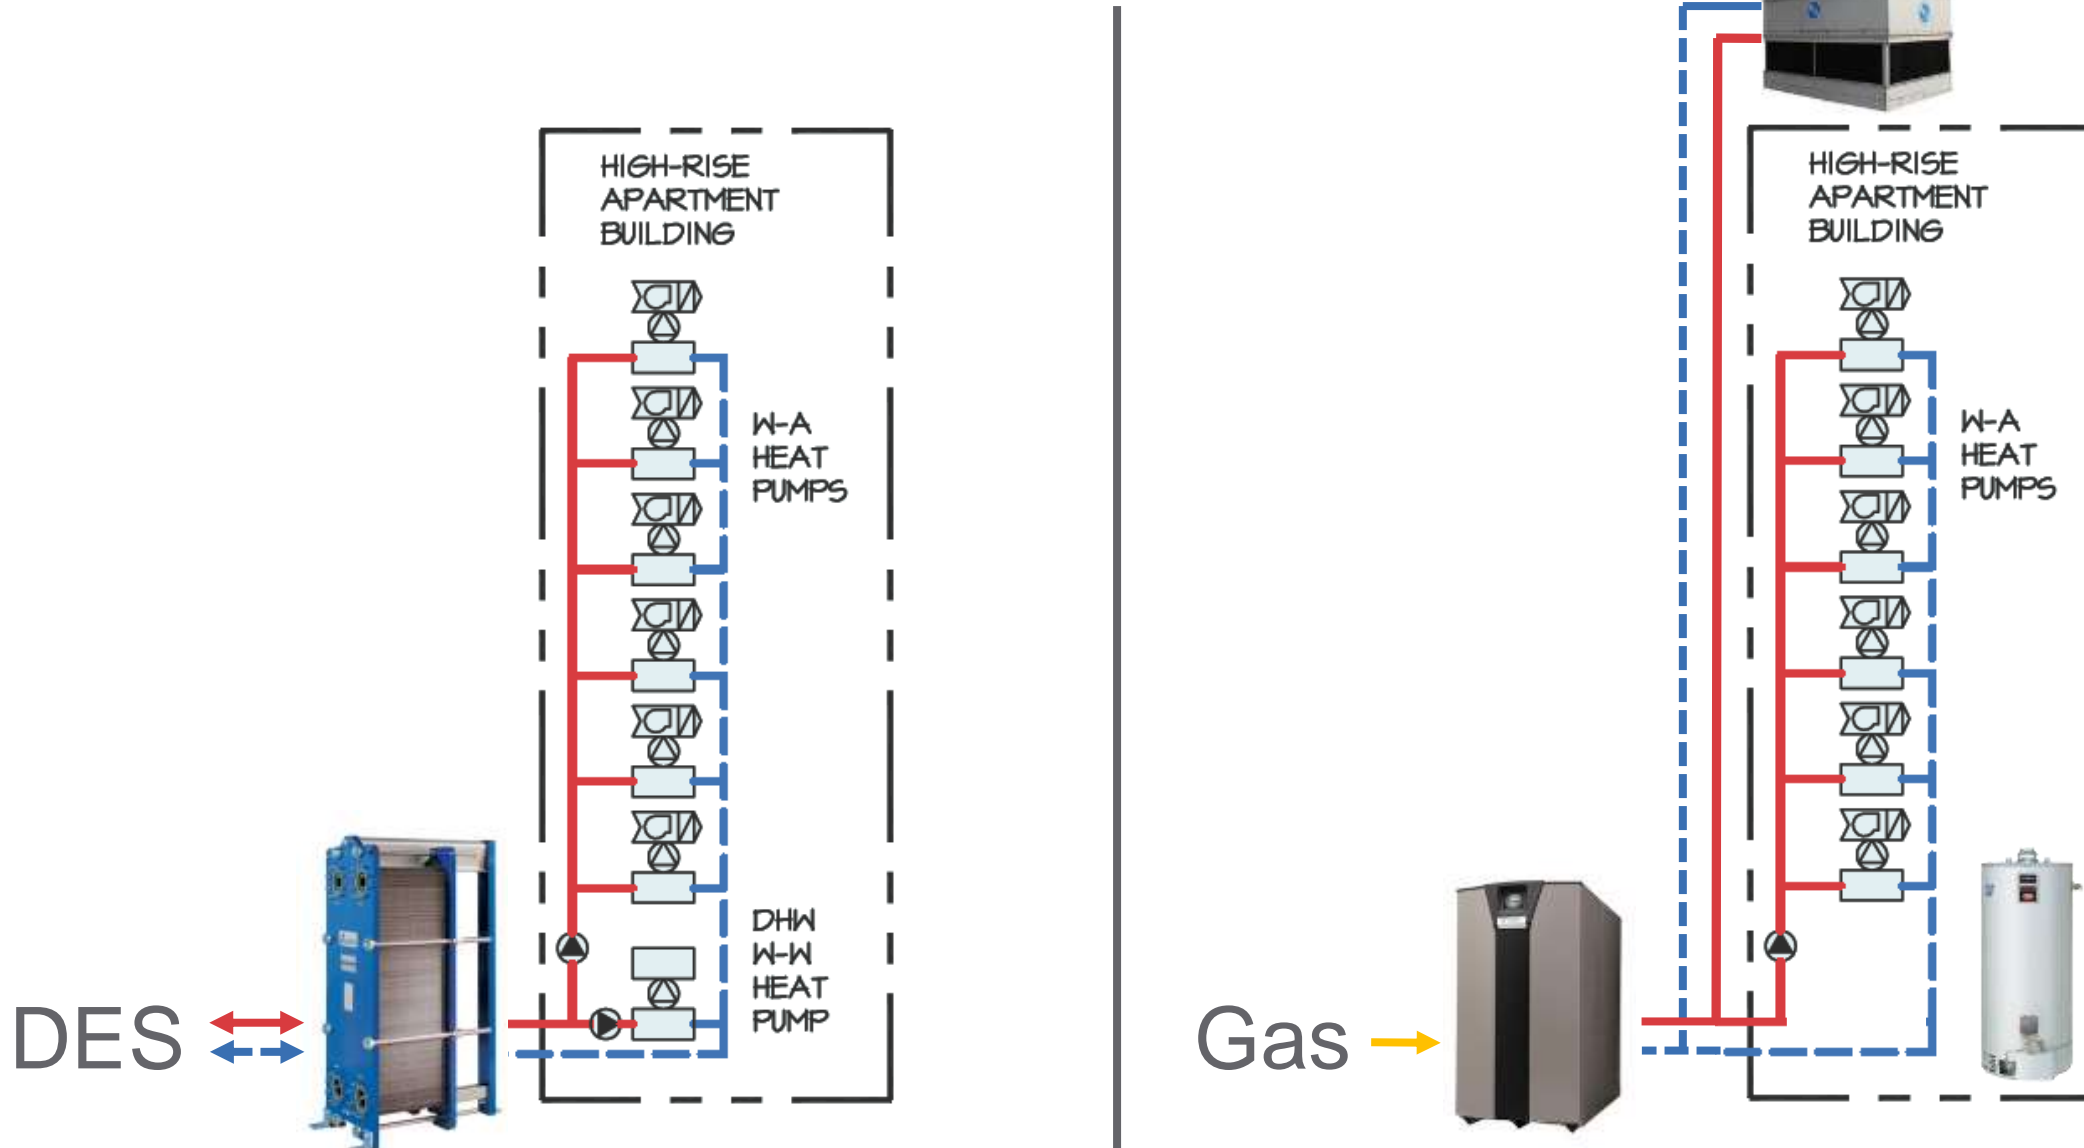 HIGH-RISE
APARTMENT
BUILDING
W-A
HEAT
PUMPS
DHW
W-W
HEAT
PUMP
DES
HIGH-RISE
APARTMENT
BUILDING
W-A
HEAT
PUMPS
Gas